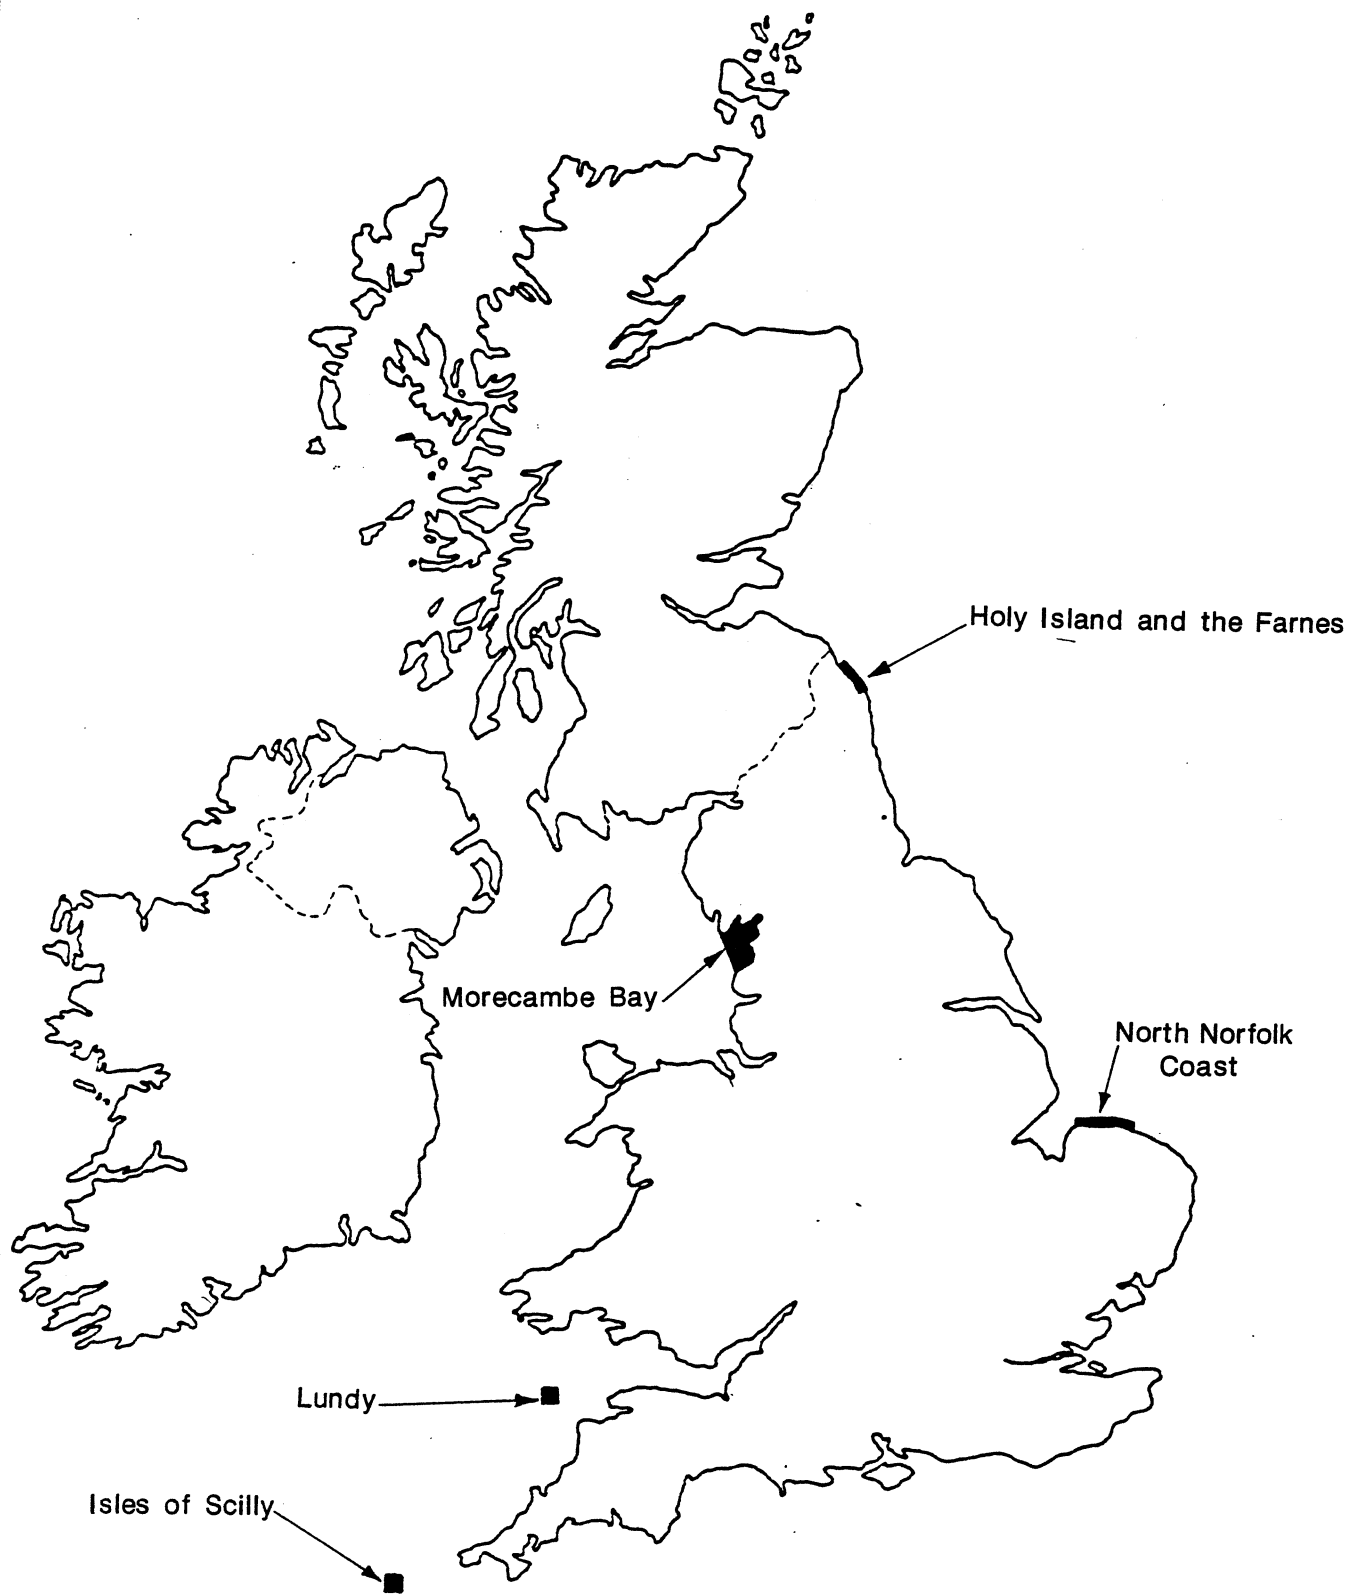 Holy Island and the Farnes
Morecambe Bay
North Norfolk
Coast
Lundy
Isles of Scilly